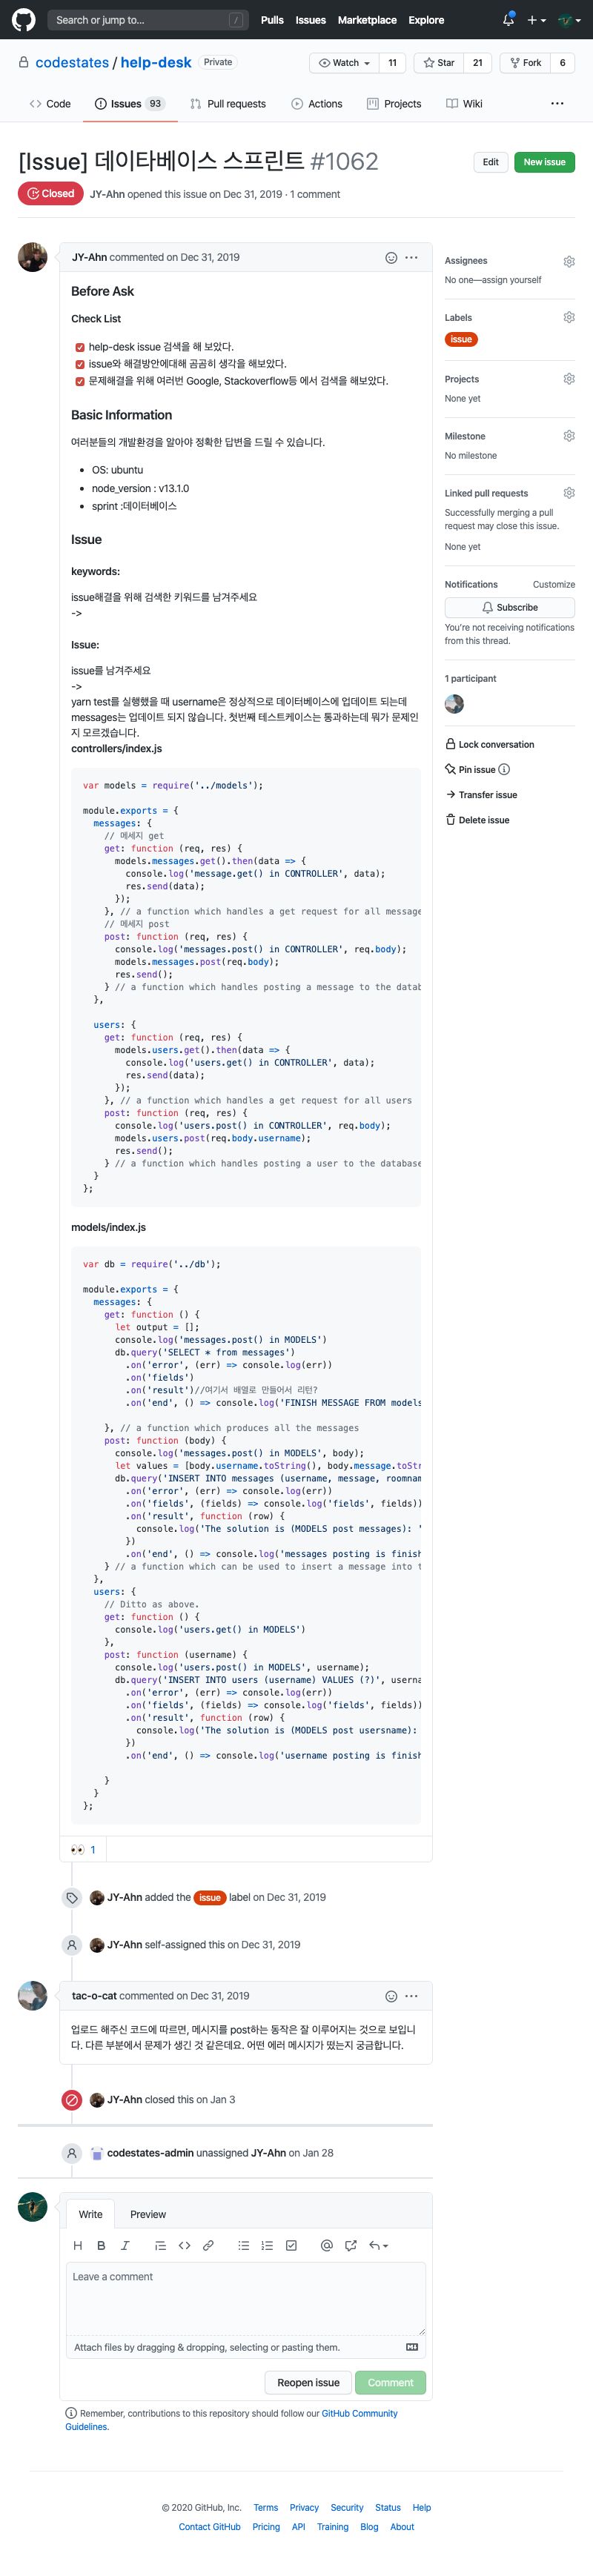 Search or jump to...
/
Pulls Issues Marketplace Explore
codestates / help-desk Private
Watch 11 Star 21 Fork 6
Code Issues 93 Pull requests Actions Projects Wiki
[Issue] 데이타베이스 스프린트 #1062
Edit New issue
Closed JY-Ahn opened this issue on Dec 31, 2019 · 1 comment
JY-Ahn commented on Dec 31, 2019
Before Ask
Check List
help-desk issue 검색을 해 보았다.
issue와 해결방안에대해 곰곰히 생각을 해보았다.
문제해결을 위해 여러번 Google, Stackoverflow등 에서 검색을 해보았다.
Basic Information
여러분들의 개발환경을 알아야 정확한 답변을 드릴 수 있습니다.
OS: ubuntu
node_version : v13.1.0
sprint :데이터베이스
Issue
keywords:
issue해결을 위해 검색한 키워드를 남겨주세요
->
Issue:
issue를 남겨주세요
->
yarn test를 실행했을 때 username은 정상적으로 데이터베이스에 업데이트 되는데
messages는 업데이트 되지 않습니다. 첫번째 테스트케이스는 통과하는데 뭐가 문제인
지 모르겠습니다.
controllers/index.js
var models = require('../models');
module.exports = {
messages: {
// 메세지 get
get: function (req, res) {
models.messages.get().then(data => {
console.log('message.get() in CONTROLLER', data);
res.send(data);
});
}, // a function which handles a get request for all message
// 메세지 post
post: function (req, res) {
console.log('messages.post() in CONTROLLER', req.body);
models.messages.post(req.body);
res.send();
} // a function which handles posting a message to the datab
},
users: {
get: function (req, res) {
models.users.get().then(data => {
console.log('users.get() in CONTROLLER', data);
res.send(data);
});
}, // a function which handles a get request for all users
post: function (req, res) {
console.log('users.post() in CONTROLLER', req.body);
models.users.post(req.body.username);
res.send();
} // a function which handles posting a user to the database
}
};
models/index.js
var db = require('../db');
module.exports = {
messages: {
get: function () {
let output = [];
console.log('messages.post() in MODELS')
db.query('SELECT * from messages')
.on('error', (err) => console.log(err))
.on('fields')
.on('result')//여기서 배열로 만들어서 리턴?
.on('end', () => console.log('FINISH MESSAGE FROM models
}, // a function which produces all the messages
post: function (body) {
console.log('messages.post() in MODELS', body);
let values = [body.username.toString(), body.message.toStr
db.query('INSERT INTO messages (username, message, roomnam
.on('error', (err) => console.log(err))
.on('fields', (fields) => console.log('fields', fields))
.on('result', function (row) {
console.log('The solution is (MODELS post messages): '
})
.on('end', () => console.log('messages posting is finish
} // a function which can be used to insert a message into t
},
users: {
// Ditto as above.
get: function () {
console.log('users.get() in MODELS')
},
post: function (username) {
console.log('users.post() in MODELS', username);
db.query('INSERT INTO users (username) VALUES (?)', userna
.on('error', (err) => console.log(err))
.on('fields', (fields) => console.log('fields', fields))
.on('result', function (row) {
console.log('The solution is (MODELS post usersname):
})
.on('end', () => console.log('username posting is finish
}
}
};
👀 1
JY-Ahn added the issue label on Dec 31, 2019
JY-Ahn self-assigned this on Dec 31, 2019
tac-o-cat commented on Dec 31, 2019
업로드 해주신 코드에 따르면, 메시지를 post하는 동작은 잘 이루어지는 것으로 보입니
다. 다른 부분에서 문제가 생긴 것 같은데요. 어떤 에러 메시지가 떴는지 궁금합니다.
JY-Ahn closed this on Jan 3
codestates-admin unassigned JY-Ahn on Jan 28
Write Preview
Leave a comment
Attach files by dragging & dropping, selecting or pasting them.
Reopen issue Comment
Remember, contributions to this repository should follow our GitHub Community
Guidelines.
Assignees
No one—assign yourself
Labels
issue
Projects
None yet
Milestone
No milestone
Linked pull requests
Successfully merging a pull
request may close this issue.
None yet
Notifications Customize
Subscribe
You're not receiving notifications
from this thread.
1 participant
Lock conversation
Pin issue
Transfer issue
Delete issue
© 2020 GitHub, Inc. Terms Privacy Security Status Help
Contact GitHub Pricing API Training Blog About